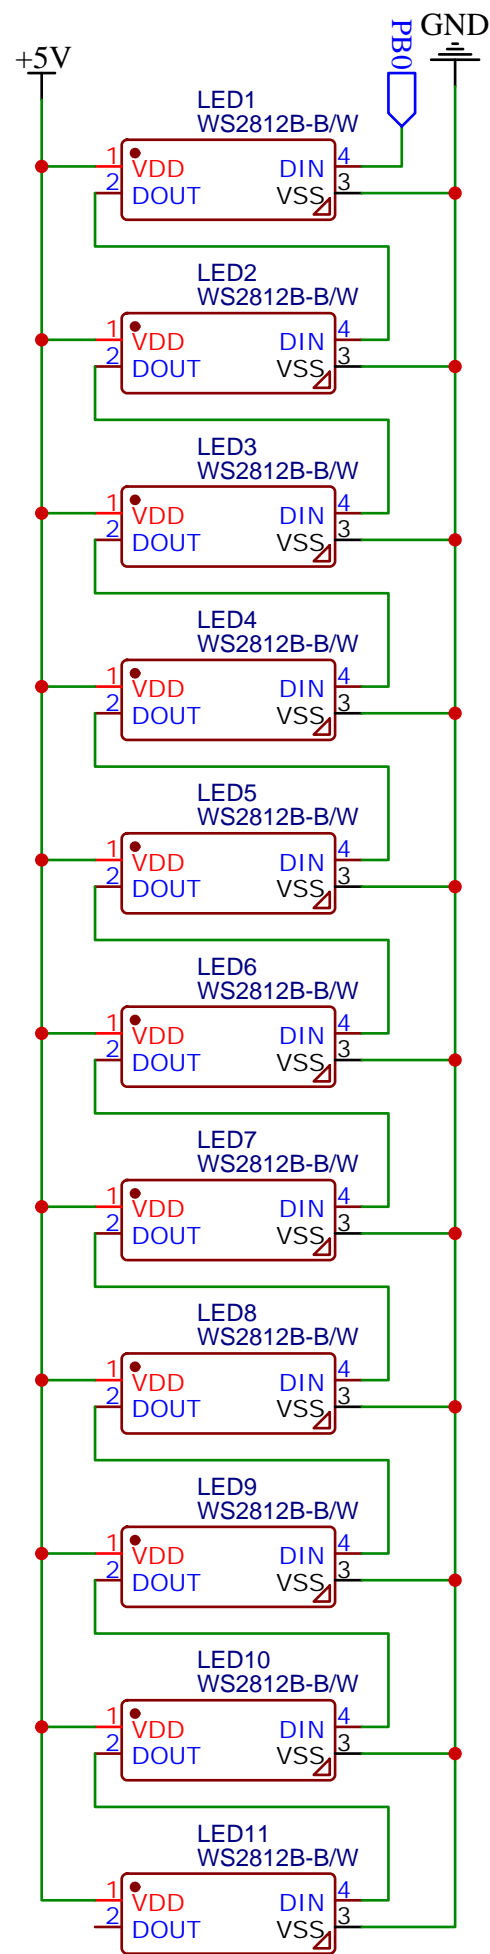 +5V
PB0
GND
LED1
WS2812B-B/W
1 VDD DIN 4
2 DOUT VSS 3
LED2
WS2812B-B/W
1 VDD DIN 4
2 DOUT VSS 3
LED3
WS2812B-B/W
1 VDD DIN 4
2 DOUT VSS 3
LED4
WS2812B-B/W
1 VDD DIN 4
2 DOUT VSS 3
LED5
WS2812B-B/W
1 VDD DIN 4
2 DOUT VSS 3
LED6
WS2812B-B/W
1 VDD DIN 4
2 DOUT VSS 3
LED7
WS2812B-B/W
1 VDD DIN 4
2 DOUT VSS 3
LED8
WS2812B-B/W
1 VDD DIN 4
2 DOUT VSS 3
LED9
WS2812B-B/W
1 VDD DIN 4
2 DOUT VSS 3
LED10
WS2812B-B/W
1 VDD DIN 4
2 DOUT VSS 3
LED11
WS2812B-B/W
1 VDD DIN 4
2 DOUT VSS 3